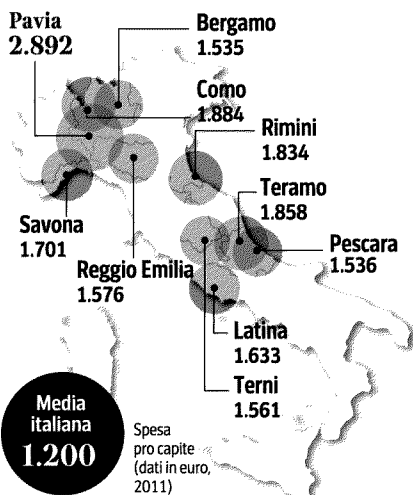 Pavia
2.892
Bergamo
1.535
Como
1.884
Rimini
1.834
Teramo
1.858
Savona
1.701
Reggio Emilia
1.576
Pescara
1.536
Latina
1.633
Terni
1.561
Media
italiana
1.200
Spesa
pro capite
(dati in euro,
2011)